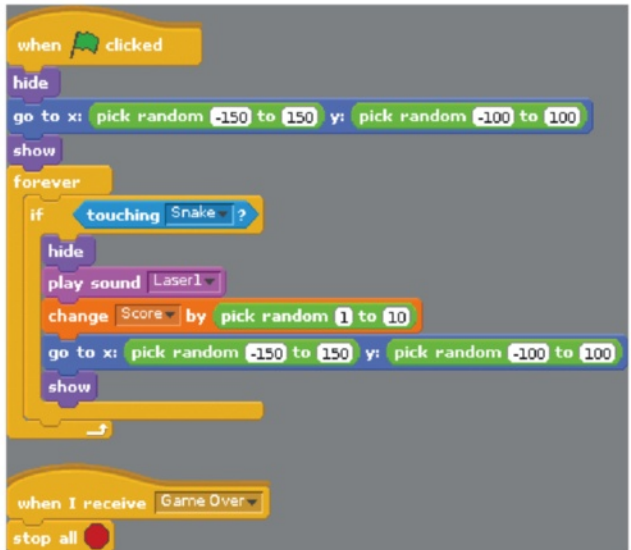 when clicked
hide
go to x: pick random -150 to 150 y: pick random -100 to 100
show
forever
if touching Snake ?
hide
play sound Laser1
change Score by pick random 1 to 10
go to x: pick random -150 to 150 y: pick random -100 to 100
show
when I receive Game Over
stop all